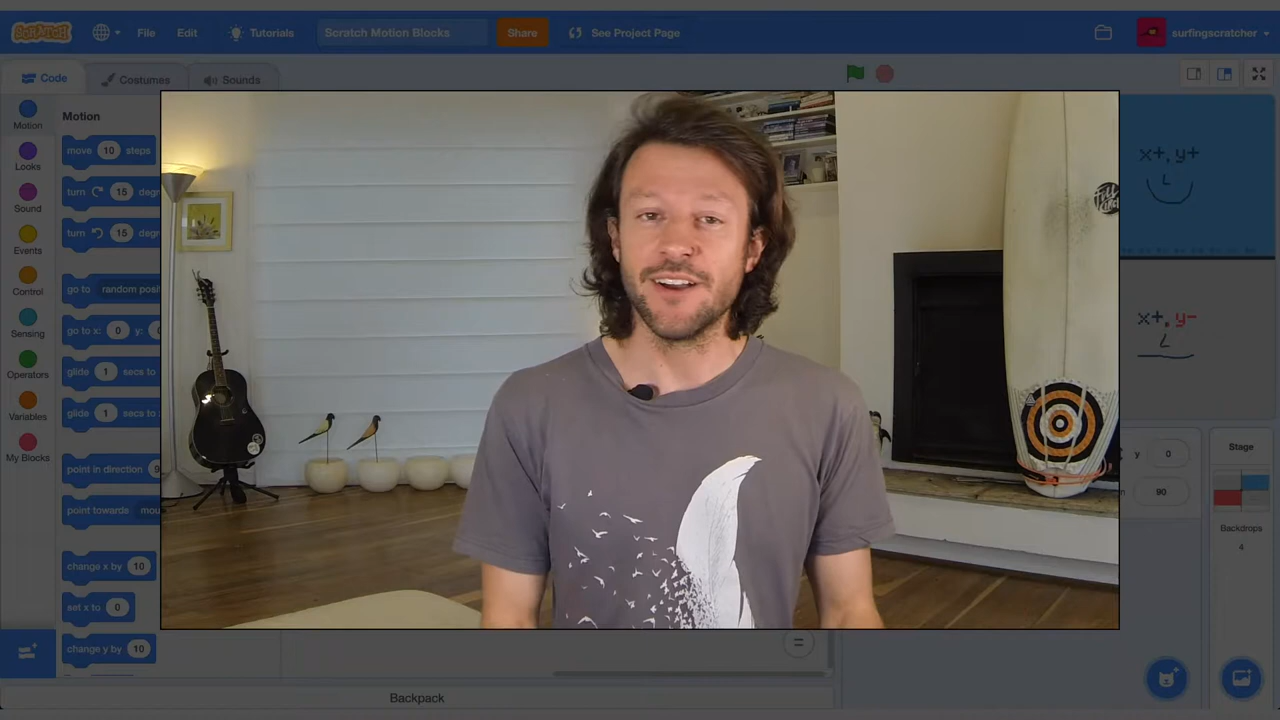 SCRATCH
File
Edit
Tutorials
Scratch Motion Blocks
Share
See Project Page
surfingscratcher
Code
Costumes
Sounds
Motion
Looks
Sound
Events
Control
Sensing
Operators
Variables
My Blocks
Motion
move 10 steps
turn 15 degr
turn 15 degr
go to random posi
go to x: 0 y:
glide 1 secs to
glide 1 secs to
point in direction 9
point towards mou
change x by 10
set x to 0
change y by 10
x+, y+
x+, y-
y 0
90
Stage
Backdrops
4
Backpack